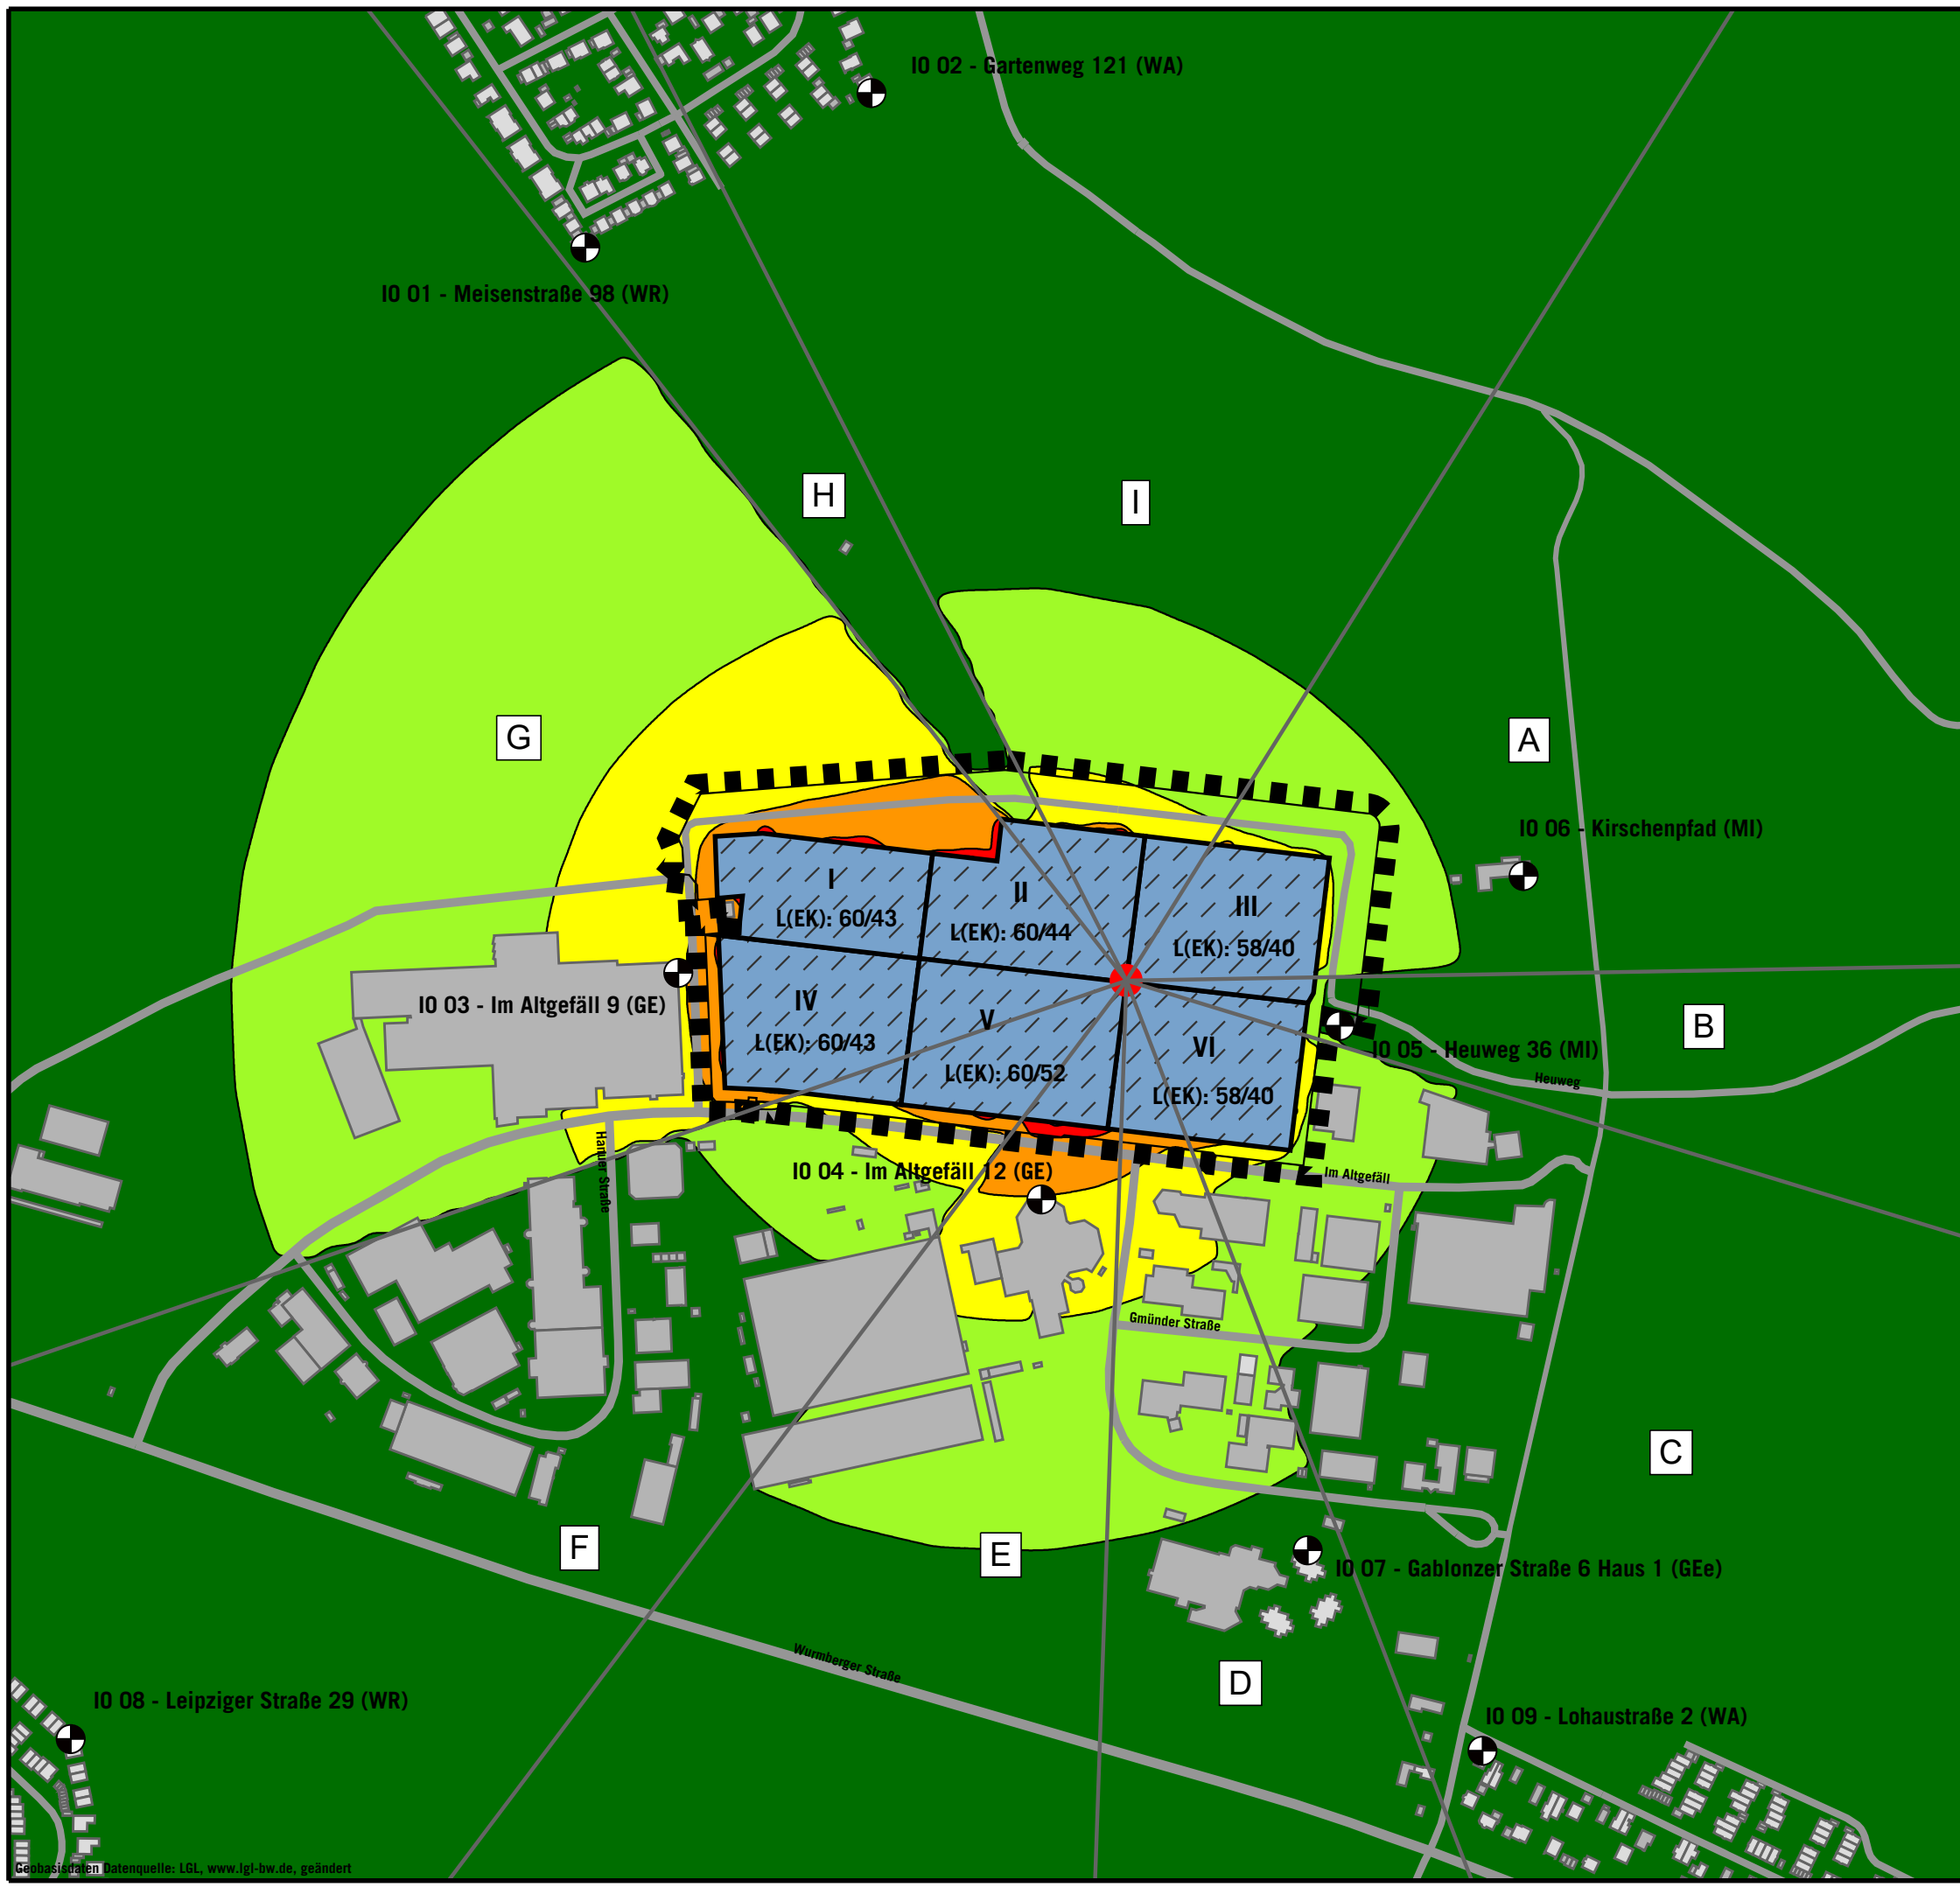 IO 02 - Gartenweg 121 (WA)
IO 01 - Meisenstraße 98 (WR)
H
I
G
A
IO 06 - Kirschenpfad (MI)
I
L(EK): 60/43
II
L(EK): 60/44
III
L(EK): 58/40
IO 03 - Im Altgefäll 9 (GE)
IV
L(EK): 60/43
V
L(EK): 60/52
VI
L(EK): 58/40
B
IO 05 - Heuweg 36 (MI)
Heuweg
Hartuer Straße
IO 04 - Im Altgefäll 12 (GE)
Im Altgefäll
Gmünder Straße
C
F
E
IO 07 - Gablonzer Straße 6 Haus 1 (GEe)
Wurmberger Straße
D
IO 08 - Leipziger Straße 29 (WR)
IO 09 - Lohaustraße 2 (WA)
Geobasisdaten Datenquelle: LGL, www.lgl-bw.de, geändert